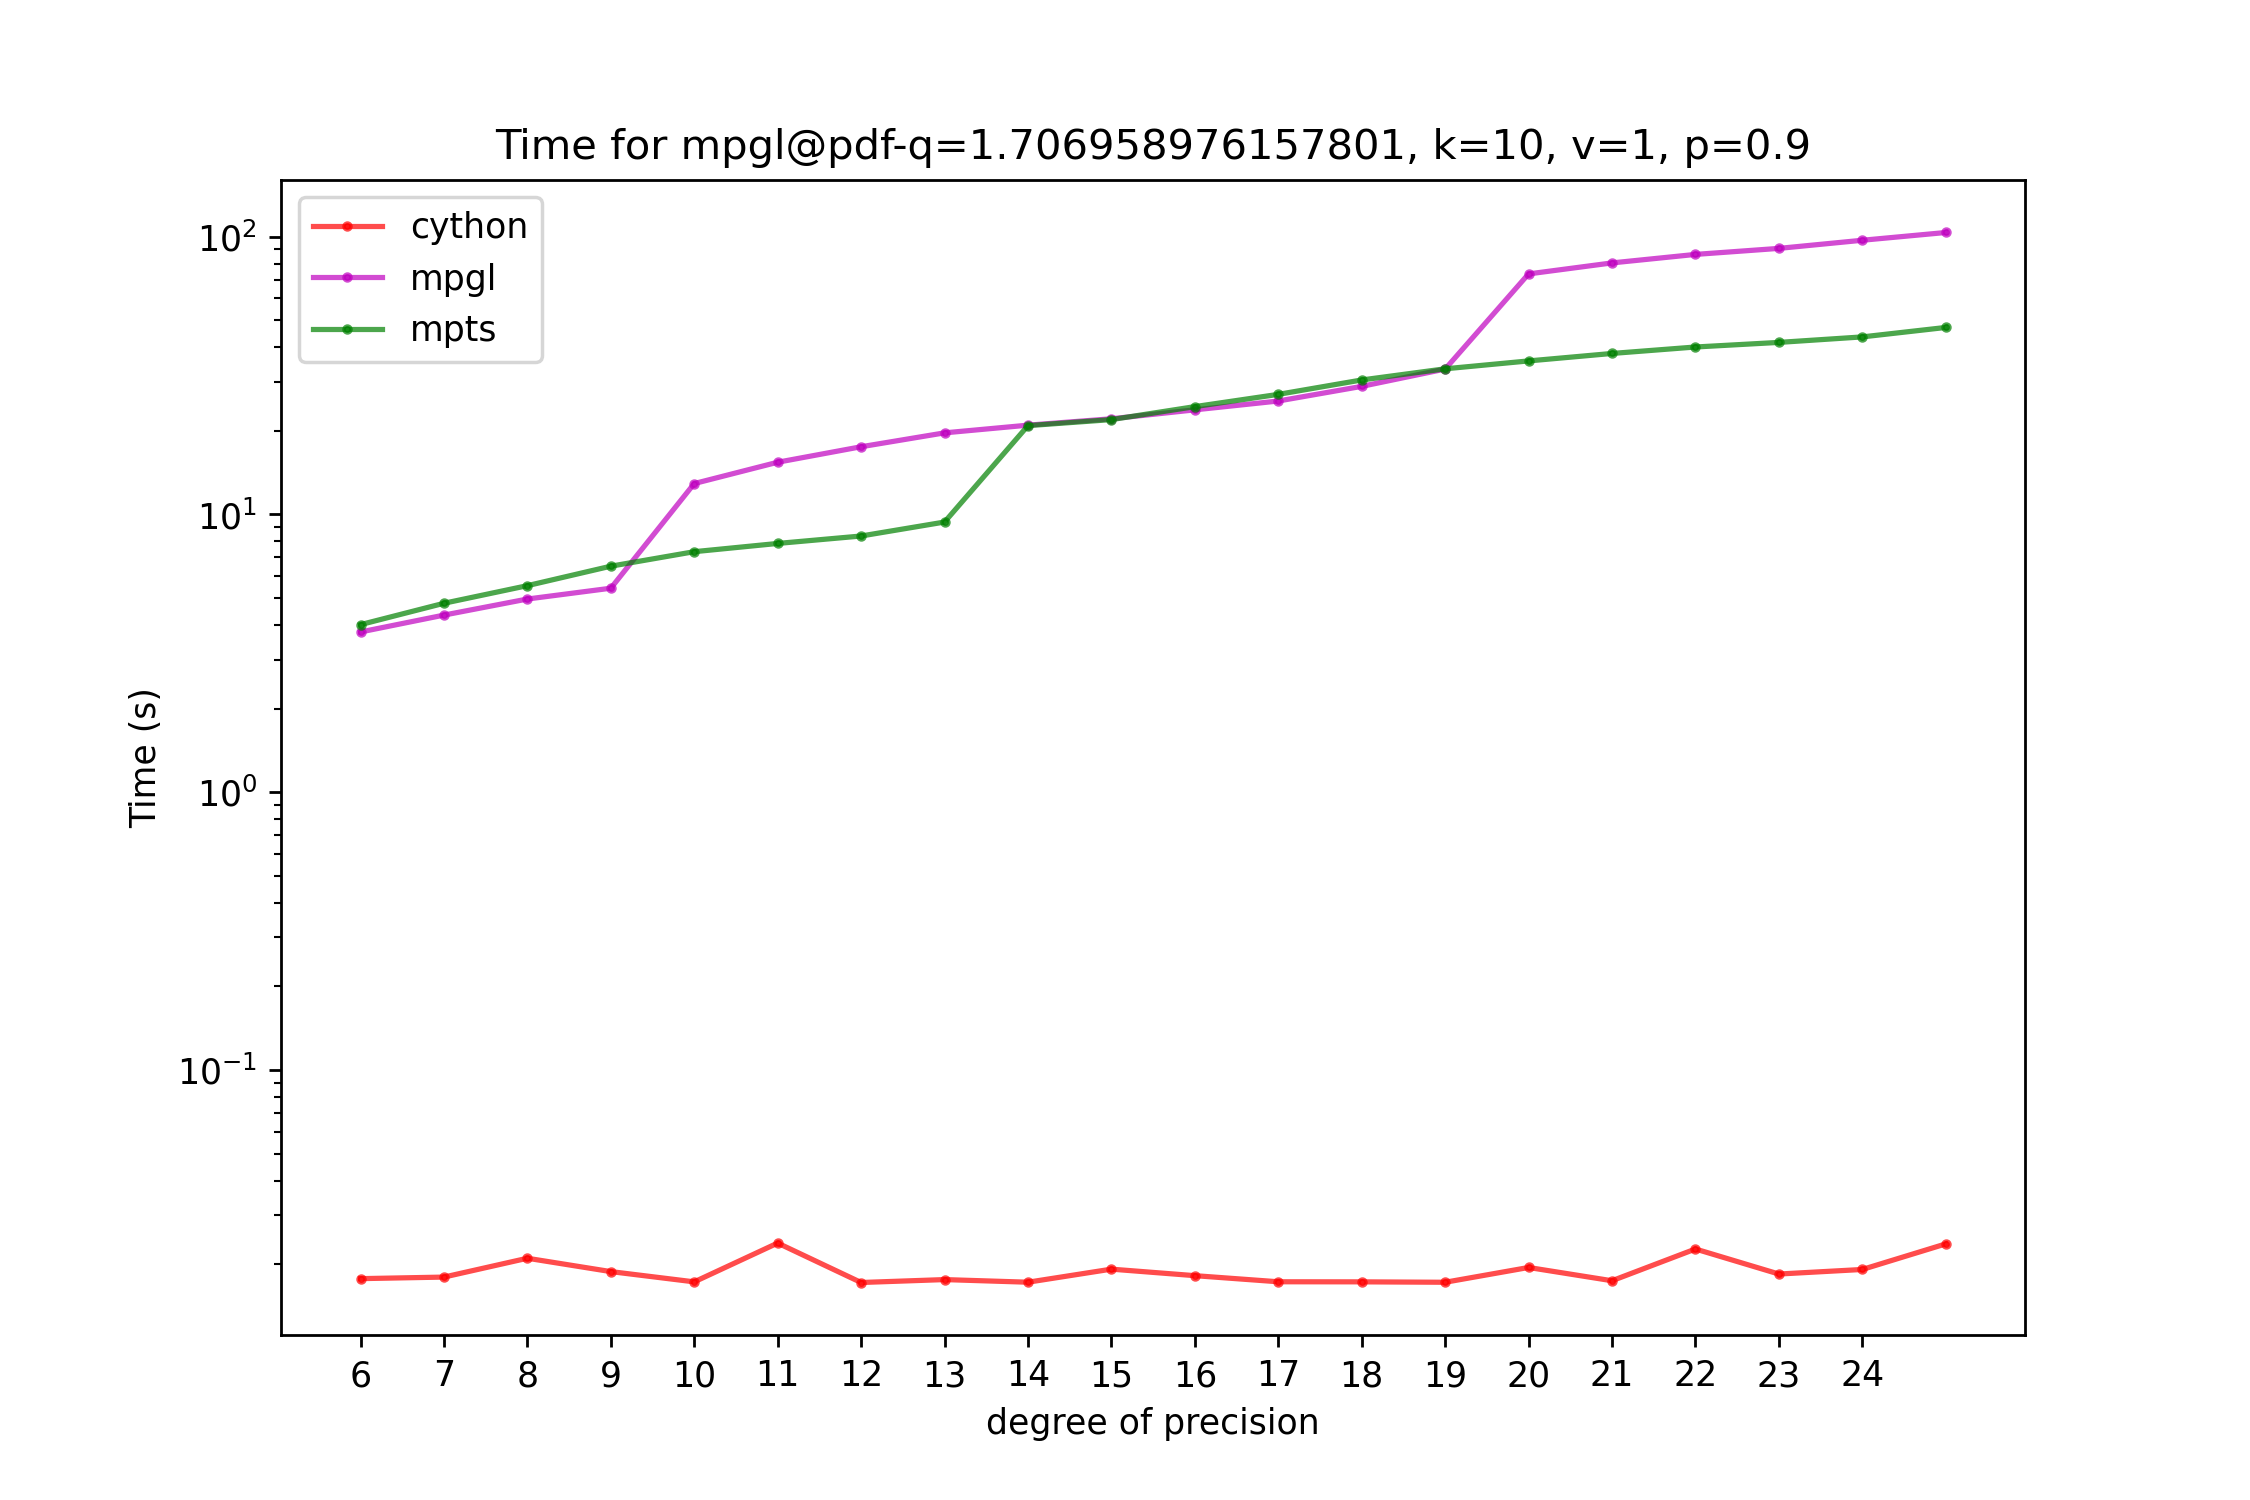 Time for mpgl@pdf-q=1.706958976157801, k=10, v=1, p=0.9
cython
mpgl
mpts
10²
10¹
10⁰
10⁻¹
Time (s)
6 7 8 9 10 11 12 13 14 15 16 17 18 19 20 21 22 23 24
degree of precision